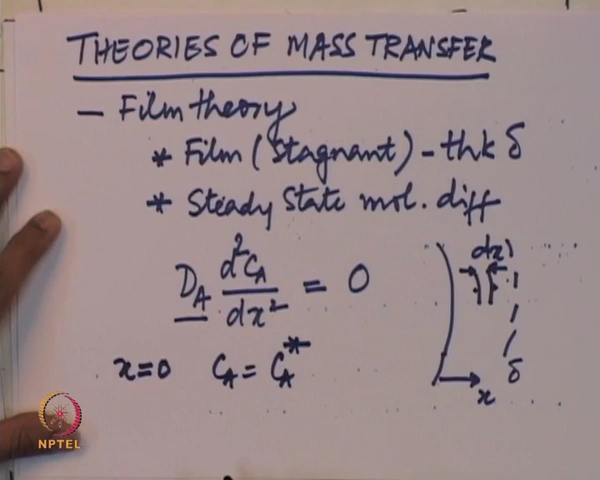 THEORIES OF MASS TRANSFER
— Film theory
* Film (stagnant) - thk δ
* Steady State mol. diff
D_A d²C_A/dx² = 0
dx
x=0 C_A = C_A*
δ
x
NPTEL